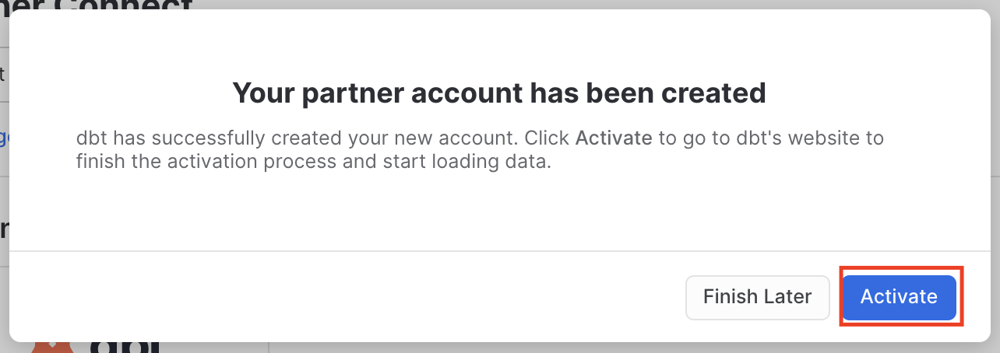 ner Connect
t
Your partner account has been created
dbt has successfully created your new account. Click Activate to go to dbt's website to
finish the activation process and start loading data.
Finish Later
Activate
dbt